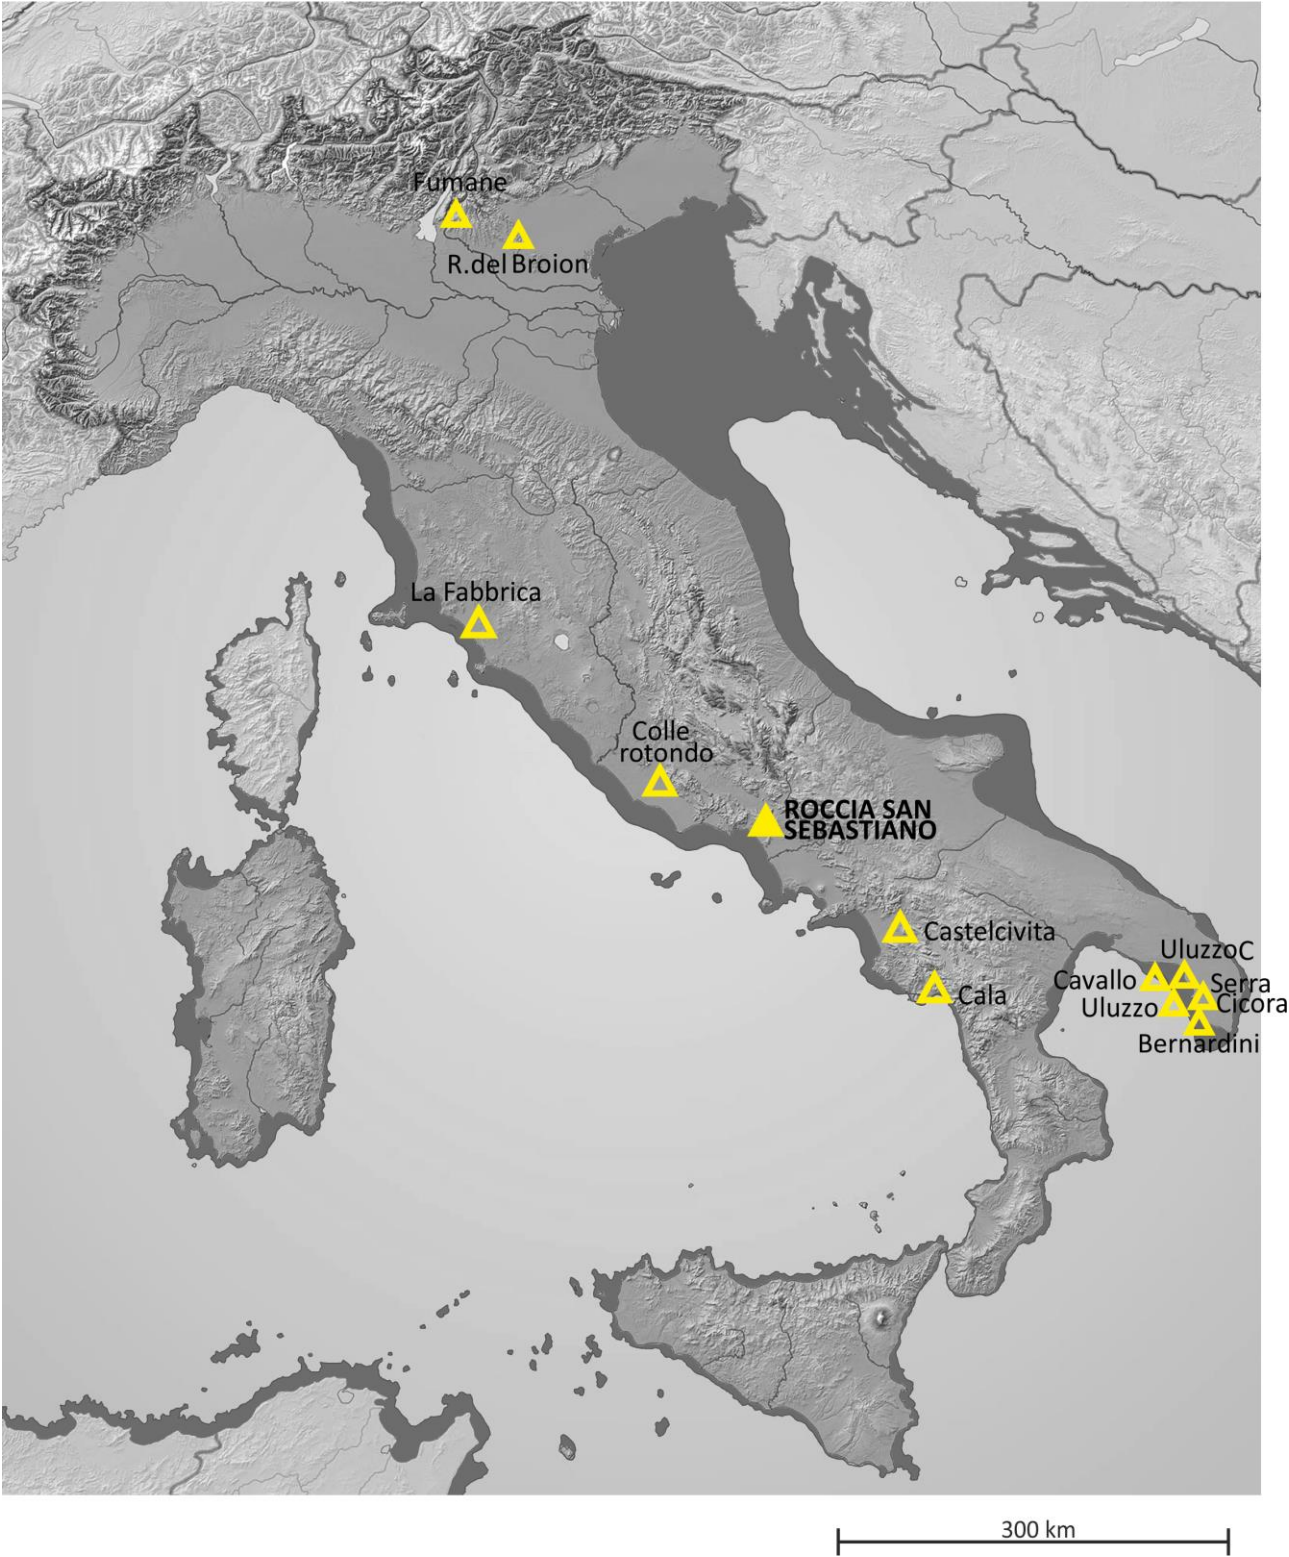 Fumane
R.del Broion
La Fabbrica
Colle
rotondo
ROCCIA SAN
SEBASTIANO
Castelcivita
Cala
UluzzoC
Cavallo
Serra
Cicora
Uluzzo
Bernardini
300 km